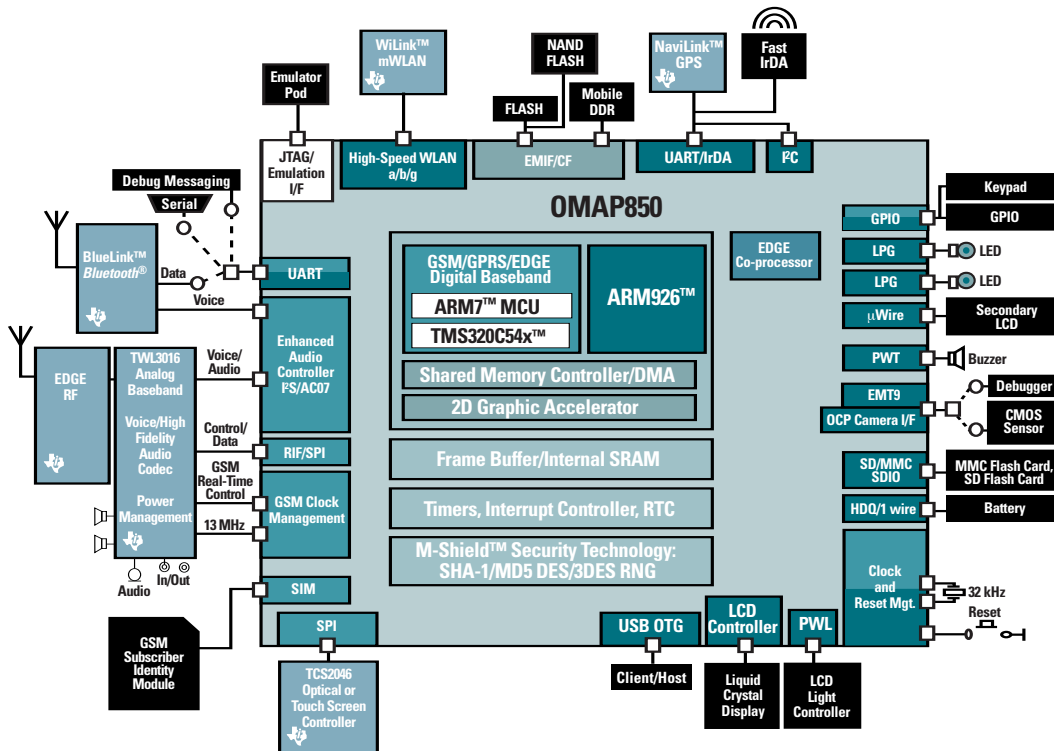 WiLink™
mWLAN
NAND
FLASH
NaviLink™
GPS
Fast
IrDA
Emulator
Pod
FLASH
Mobile
DDR
JTAG/
Emulation
I/F
High-Speed WLAN
a/b/g
EMIF/CF
UART/IrDA
I²C
OMAP850
Debug Messaging
Serial
BlueLink™
Bluetooth®
Data
Voice
UART
GSM/GPRS/EDGE
Digital Baseband
ARM7™ MCU
TMS320C54x™
ARM926™
EDGE
Co-processor
Shared Memory Controller/DMA
2D Graphic Accelerator
Frame Buffer/Internal SRAM
Timers, Interrupt Controller, RTC
M-Shield™ Security Technology:
SHA-1/MD5 DES/3DES RNG
EDGE
RF
TWL3016
Analog
Baseband
Voice/High
Fidelity
Audio
Codec
Power
Management
Audio
In/Out
Voice/
Audio
Control/
Data
GSM
Real-Time
Control
13 MHz
Enhanced
Audio
Controller
I²S/AC07
RIF/SPI
GSM Clock
Management
SIM
SPI
GSM
Subscriber
Identity
Module
TCS2046
Optical or
Touch Screen
Controller
GPIO
Keypad
GPIO
LPG
LED
LPG
LED
µWire
Secondary
LCD
PWT
Buzzer
EMT9
OCP Camera I/F
Debugger
CMOS
Sensor
SD/MMC
SDIO
MMC Flash Card,
SD Flash Card
HDQ/1 wire
Battery
Clock
and
Reset Mgt.
32 kHz
Reset
USB OTG
LCD
Controller
PWL
Client/Host
Liquid
Crystal
Display
LCD
Light
Controller